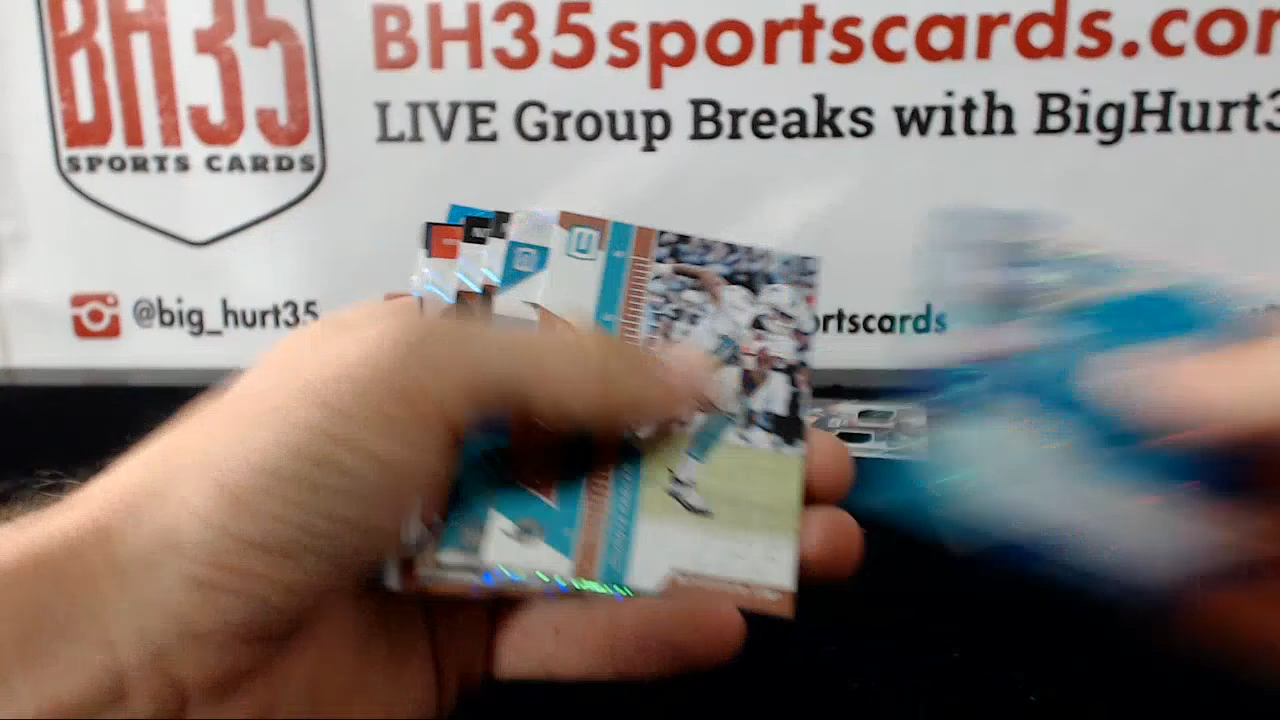 BH35
SPORTS CARDS
BH35sportscards.co
LIVE Group Breaks with BigHurt3
@big_hurt35
rtscards